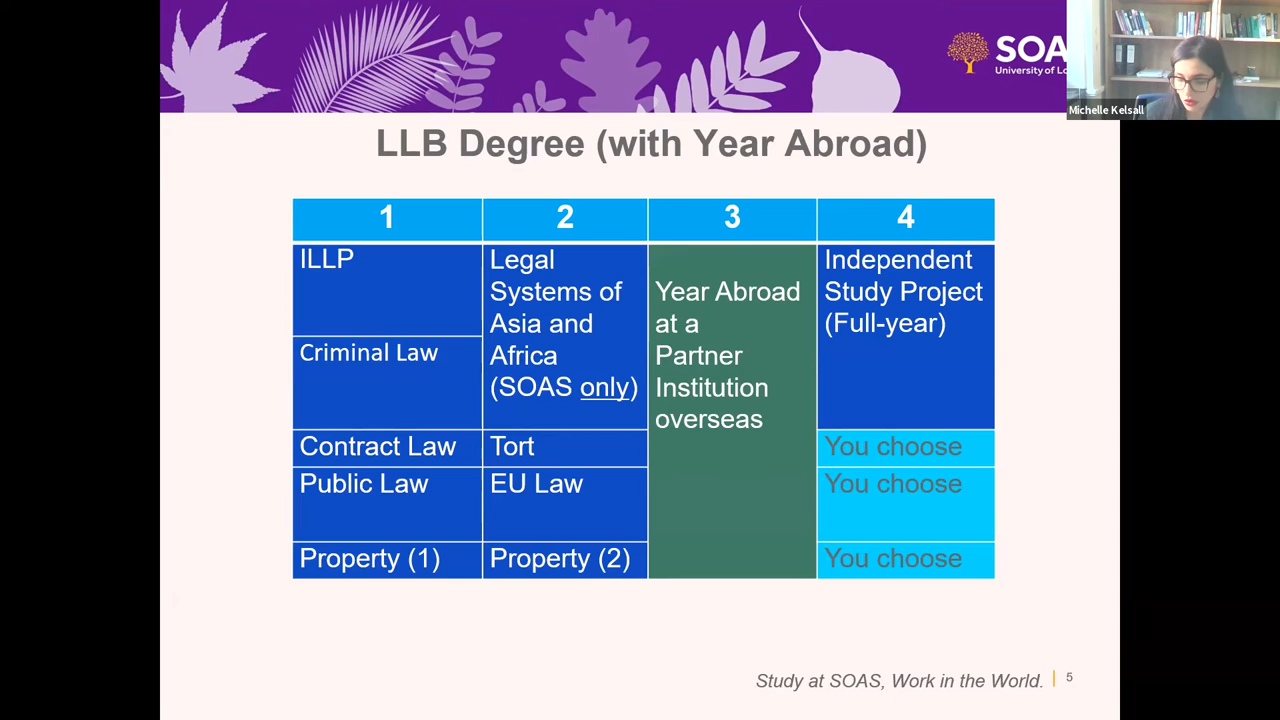 SOA
University of Lo
Michelle Kelsall
LLB Degree (with Year Abroad)
1
2
3
4
ILLP
Legal
Systems of
Asia and
Africa
(SOAS only)
Year Abroad
at a
Partner
Institution
overseas
Independent
Study Project
(Full-year)
Criminal Law
Contract Law
Tort
You choose
Public Law
EU Law
You choose
Property (1)
Property (2)
You choose
Study at SOAS, Work in the World.
5